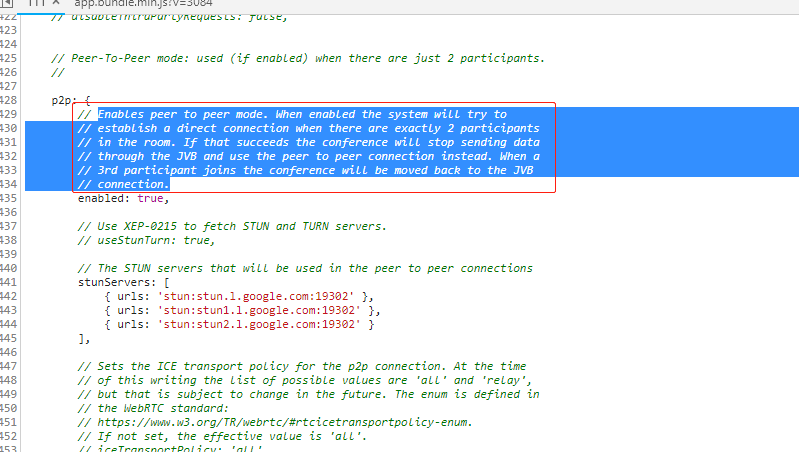 111 × app.bundle.min.js?v=3084
422 // disableThirdPartyRequests: false,
423
424
425 // Peer-To-Peer mode: used (if enabled) when there are just 2 participants.
426 //
427
428 p2p: {
429 // Enables peer to peer mode. When enabled the system will try to
430 // establish a direct connection when there are exactly 2 participants
431 // in the room. If that succeeds the conference will stop sending data
432 // through the JVB and use the peer to peer connection instead. When a
433 // 3rd participant joins the conference will be moved back to the JVB
434 // connection.
435 enabled: true,
436
437 // Use XEP-0215 to fetch STUN and TURN servers.
438 // useStunTurn: true,
439
440 // The STUN servers that will be used in the peer to peer connections
441 stunServers: [
442 { urls: 'stun:stun.l.google.com:19302' },
443 { urls: 'stun:stun1.l.google.com:19302' },
444 { urls: 'stun:stun2.l.google.com:19302' }
445 ],
446
447 // Sets the ICE transport policy for the p2p connection. At the time
448 // of this writing the list of possible values are 'all' and 'relay',
449 // but that is subject to change in the future. The enum is defined in
450 // the WebRTC standard:
451 // https://www.w3.org/TR/webrtc/#rtcicetransportpolicy-enum.
452 // If not set, the effective value is 'all'.
453 // iceTransportPolicy: 'all'